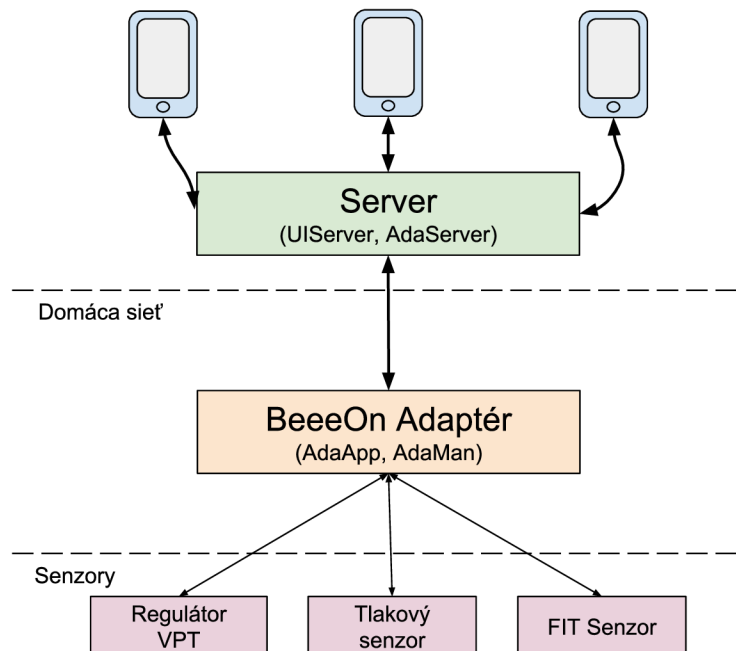 Server
(UIServer, AdaServer)
Domáca sieť
BeeeOn Adaptér
(AdaApp, AdaMan)
Senzory
Regulátor
VPT
Tlakový
senzor
FIT Senzor